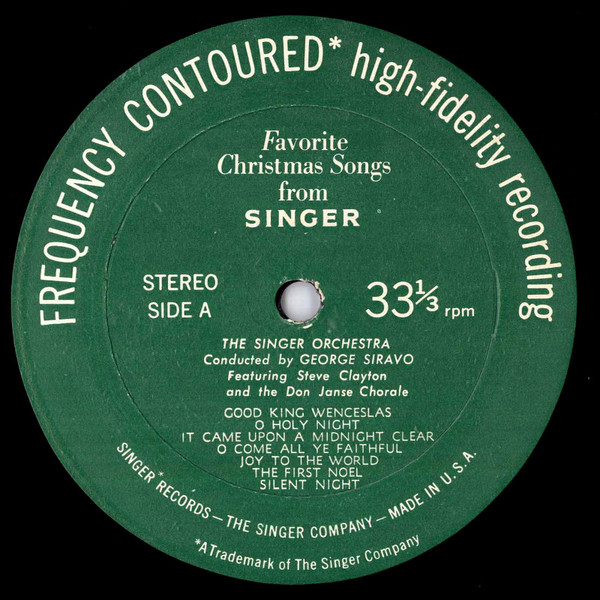 FREQUENCY CONTOURED* high-fidelity recording
Favorite
Christmas Songs
from
SINGER
STEREO
SIDE A
33⅓ rpm
THE SINGER ORCHESTRA
Conducted by GEORGE SIRAVO
Featuring Steve Clayton
and the Don Janse Chorale
GOOD KING WENCESLAS
O HOLY NIGHT
IT CAME UPON A MIDNIGHT CLEAR
O COME ALL YE FAITHFUL
JOY TO THE WORLD
THE FIRST NOEL
SILENT NIGHT
SINGER* RECORDS — THE SINGER COMPANY — MADE IN U.S.A.
*A Trademark of The Singer Company